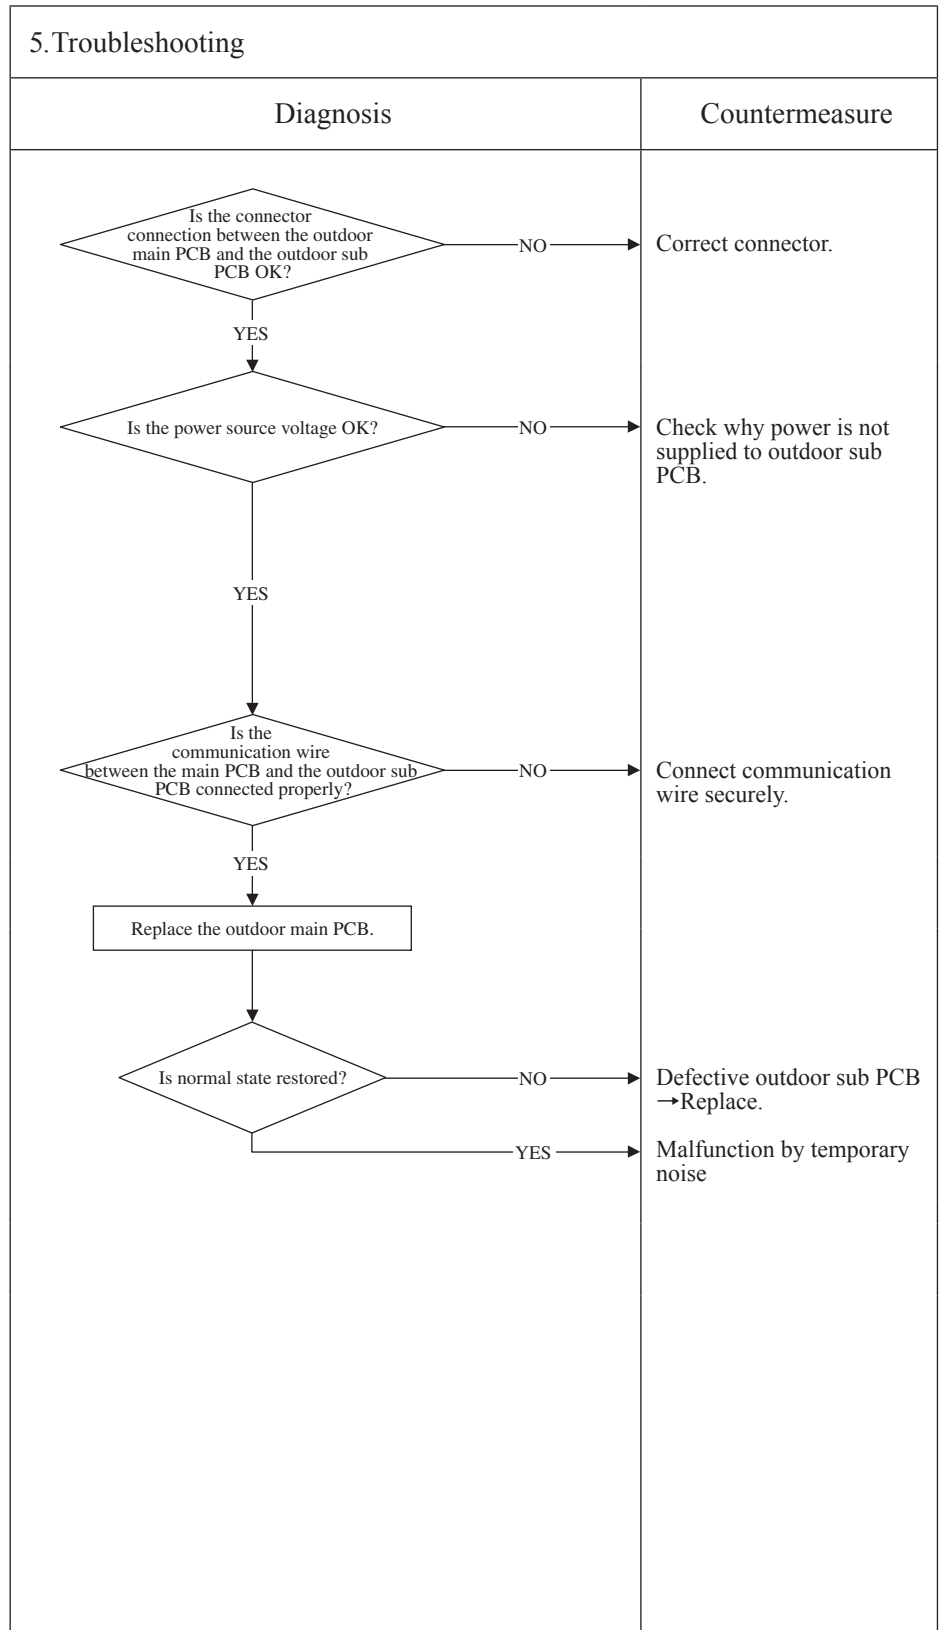 5.Troubleshooting
Diagnosis
Countermeasure
Is the connector
connection between the outdoor
main PCB and the outdoor sub
PCB OK?
NO
Correct connector.
YES
Is the power source voltage OK?
NO
Check why power is not
supplied to outdoor sub
PCB.
YES
Is the
communication wire
between the main PCB and the outdoor sub
PCB connected properly?
NO
Connect communication
wire securely.
YES
Replace the outdoor main PCB.
Is normal state restored?
NO
Defective outdoor sub PCB
→Replace.
YES
Malfunction by temporary
noise